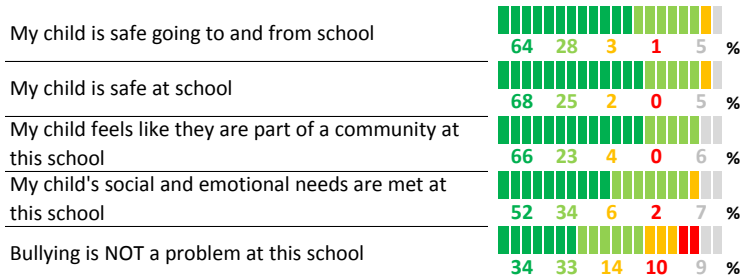 My child is safe going to and from school
64 28 3 1 5 %
My child is safe at school
68 25 2 0 5 %
My child feels like they are part of a community at
this school
66 23 4 0 6 %
My child's social and emotional needs are met at
this school
52 34 6 2 7 %
Bullying is NOT a problem at this school
34 33 14 10 9 %